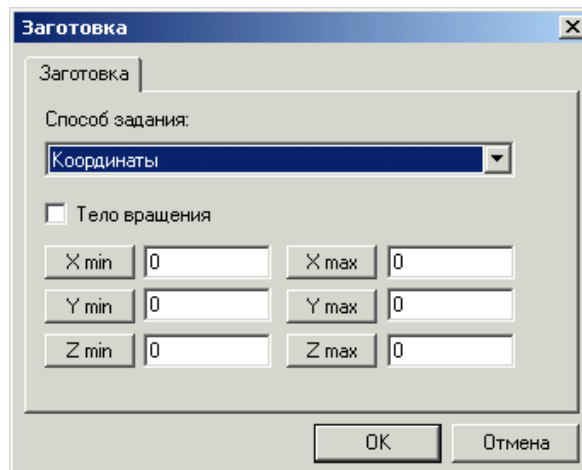 Заготовка
Заготовка
Способ задания:
Координаты
Тело вращения
X min 0 X max 0
Y min 0 Y max 0
Z min 0 Z max 0
OK Отмена